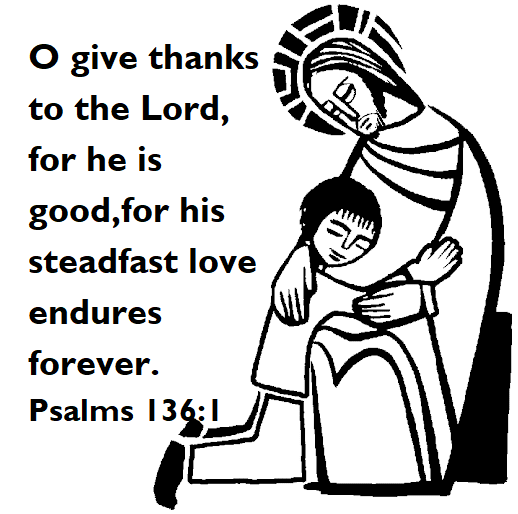 O give thanks
to the Lord,
for he is
good,for his
steadfast love
endures
forever.
Psalms 136:1